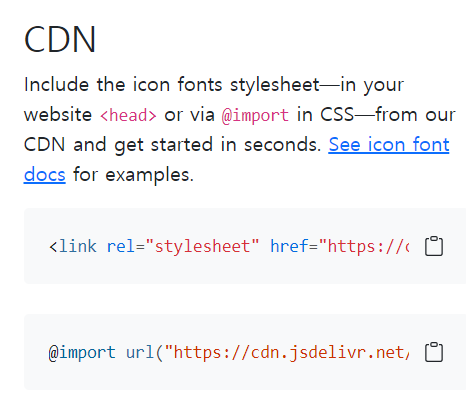 CDN
Include the icon fonts stylesheet—in your
website <head> or via @import in CSS—from our
CDN and get started in seconds. See icon font
docs for examples.
<link rel="stylesheet" href="https://c
@import url("https://cdn.jsdelivr.net/